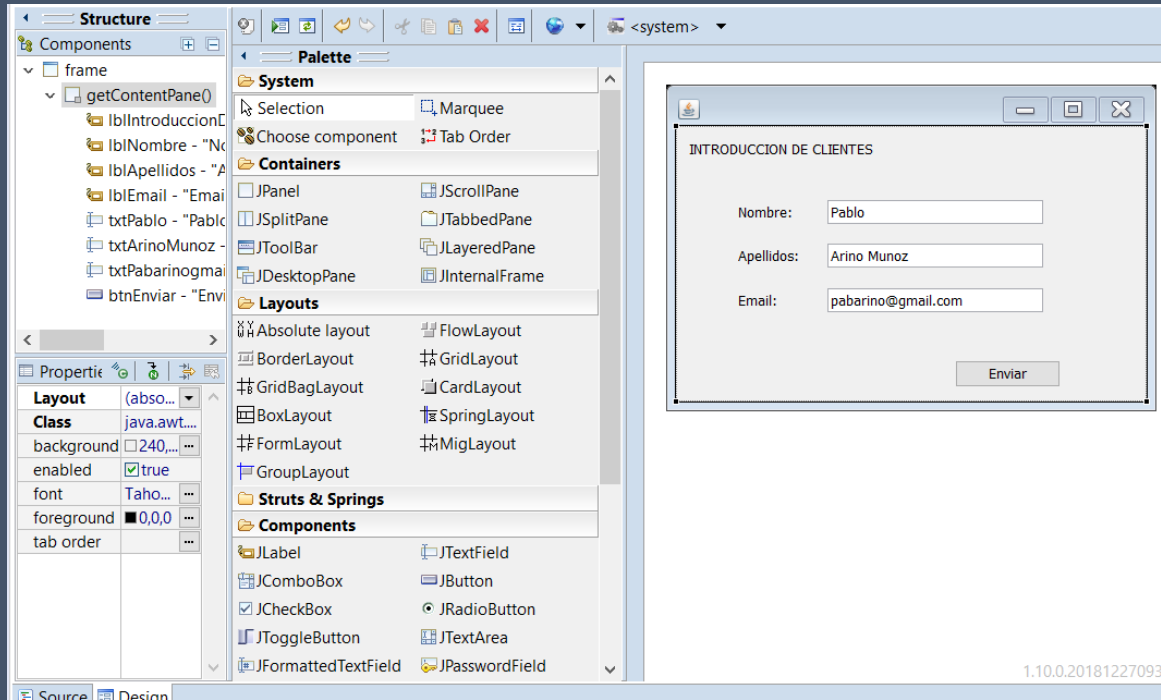 Structure
Components
frame
getContentPane()
lblIntroduccionD
lblNombre - "No
lblApellidos - "A
lblEmail - "Emai
txtPablo - "Pablo
txtArinoMunoz -
txtPabarinogmai
btnEnviar - "Envi
Propertie
Layout (abso...
Class java.awt....
background 240,...
enabled true
font Taho...
foreground 0,0,0
tab order
Source Design
<system>
Palette
System
Selection Marquee
Choose component Tab Order
Containers
JPanel JScrollPane
JSplitPane JTabbedPane
JToolBar JLayeredPane
JDesktopPane JInternalFrame
Layouts
Absolute layout FlowLayout
BorderLayout GridLayout
GridBagLayout CardLayout
BoxLayout SpringLayout
FormLayout MigLayout
GroupLayout
Struts & Springs
Components
JLabel JTextField
JComboBox JButton
JCheckBox JRadioButton
JToggleButton JTextArea
JFormattedTextField JPasswordField
INTRODUCCION DE CLIENTES
Nombre: Pablo
Apellidos: Arino Munoz
Email: pabarino@gmail.com
Enviar
1.10.0.20181227093